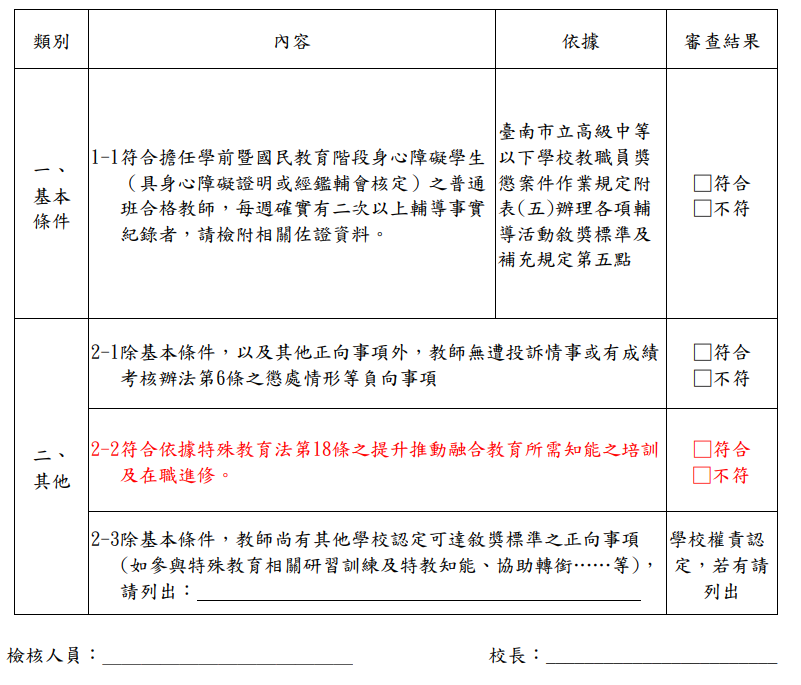 類別 內容 依據 審查結果
一、
基本
條件
1-1符合擔任學前暨國民教育階段身心障礙學生
（具身心障礙證明或經鑑輔會核定）之普通
班合格教師，每週確實有二次以上輔導事實
紀錄者，請檢附相關佐證資料。
臺南市立高級中等
以下學校教職員獎
懲案件作業規定附
表(五)辦理各項輔
導活動敘獎標準及
補充規定第五點
□符合
□不符
二、
其他
2-1除基本條件，以及其他正向事項外，教師無遭投訴情事或有成績
考核辦法第6條之懲處情形等負向事項
□符合
□不符
2-2符合依據特殊教育法第18條之提升推動融合教育所需知能之培訓
及在職進修。
□符合
□不符
2-3除基本條件，教師尚有其他學校認定可達敘獎標準之正向事項
(如參與特殊教育相關研習訓練及特教知能、協助轉銜……等)，
請列出：
學校權責認
定，若有請
列出
檢核人員： 校長：